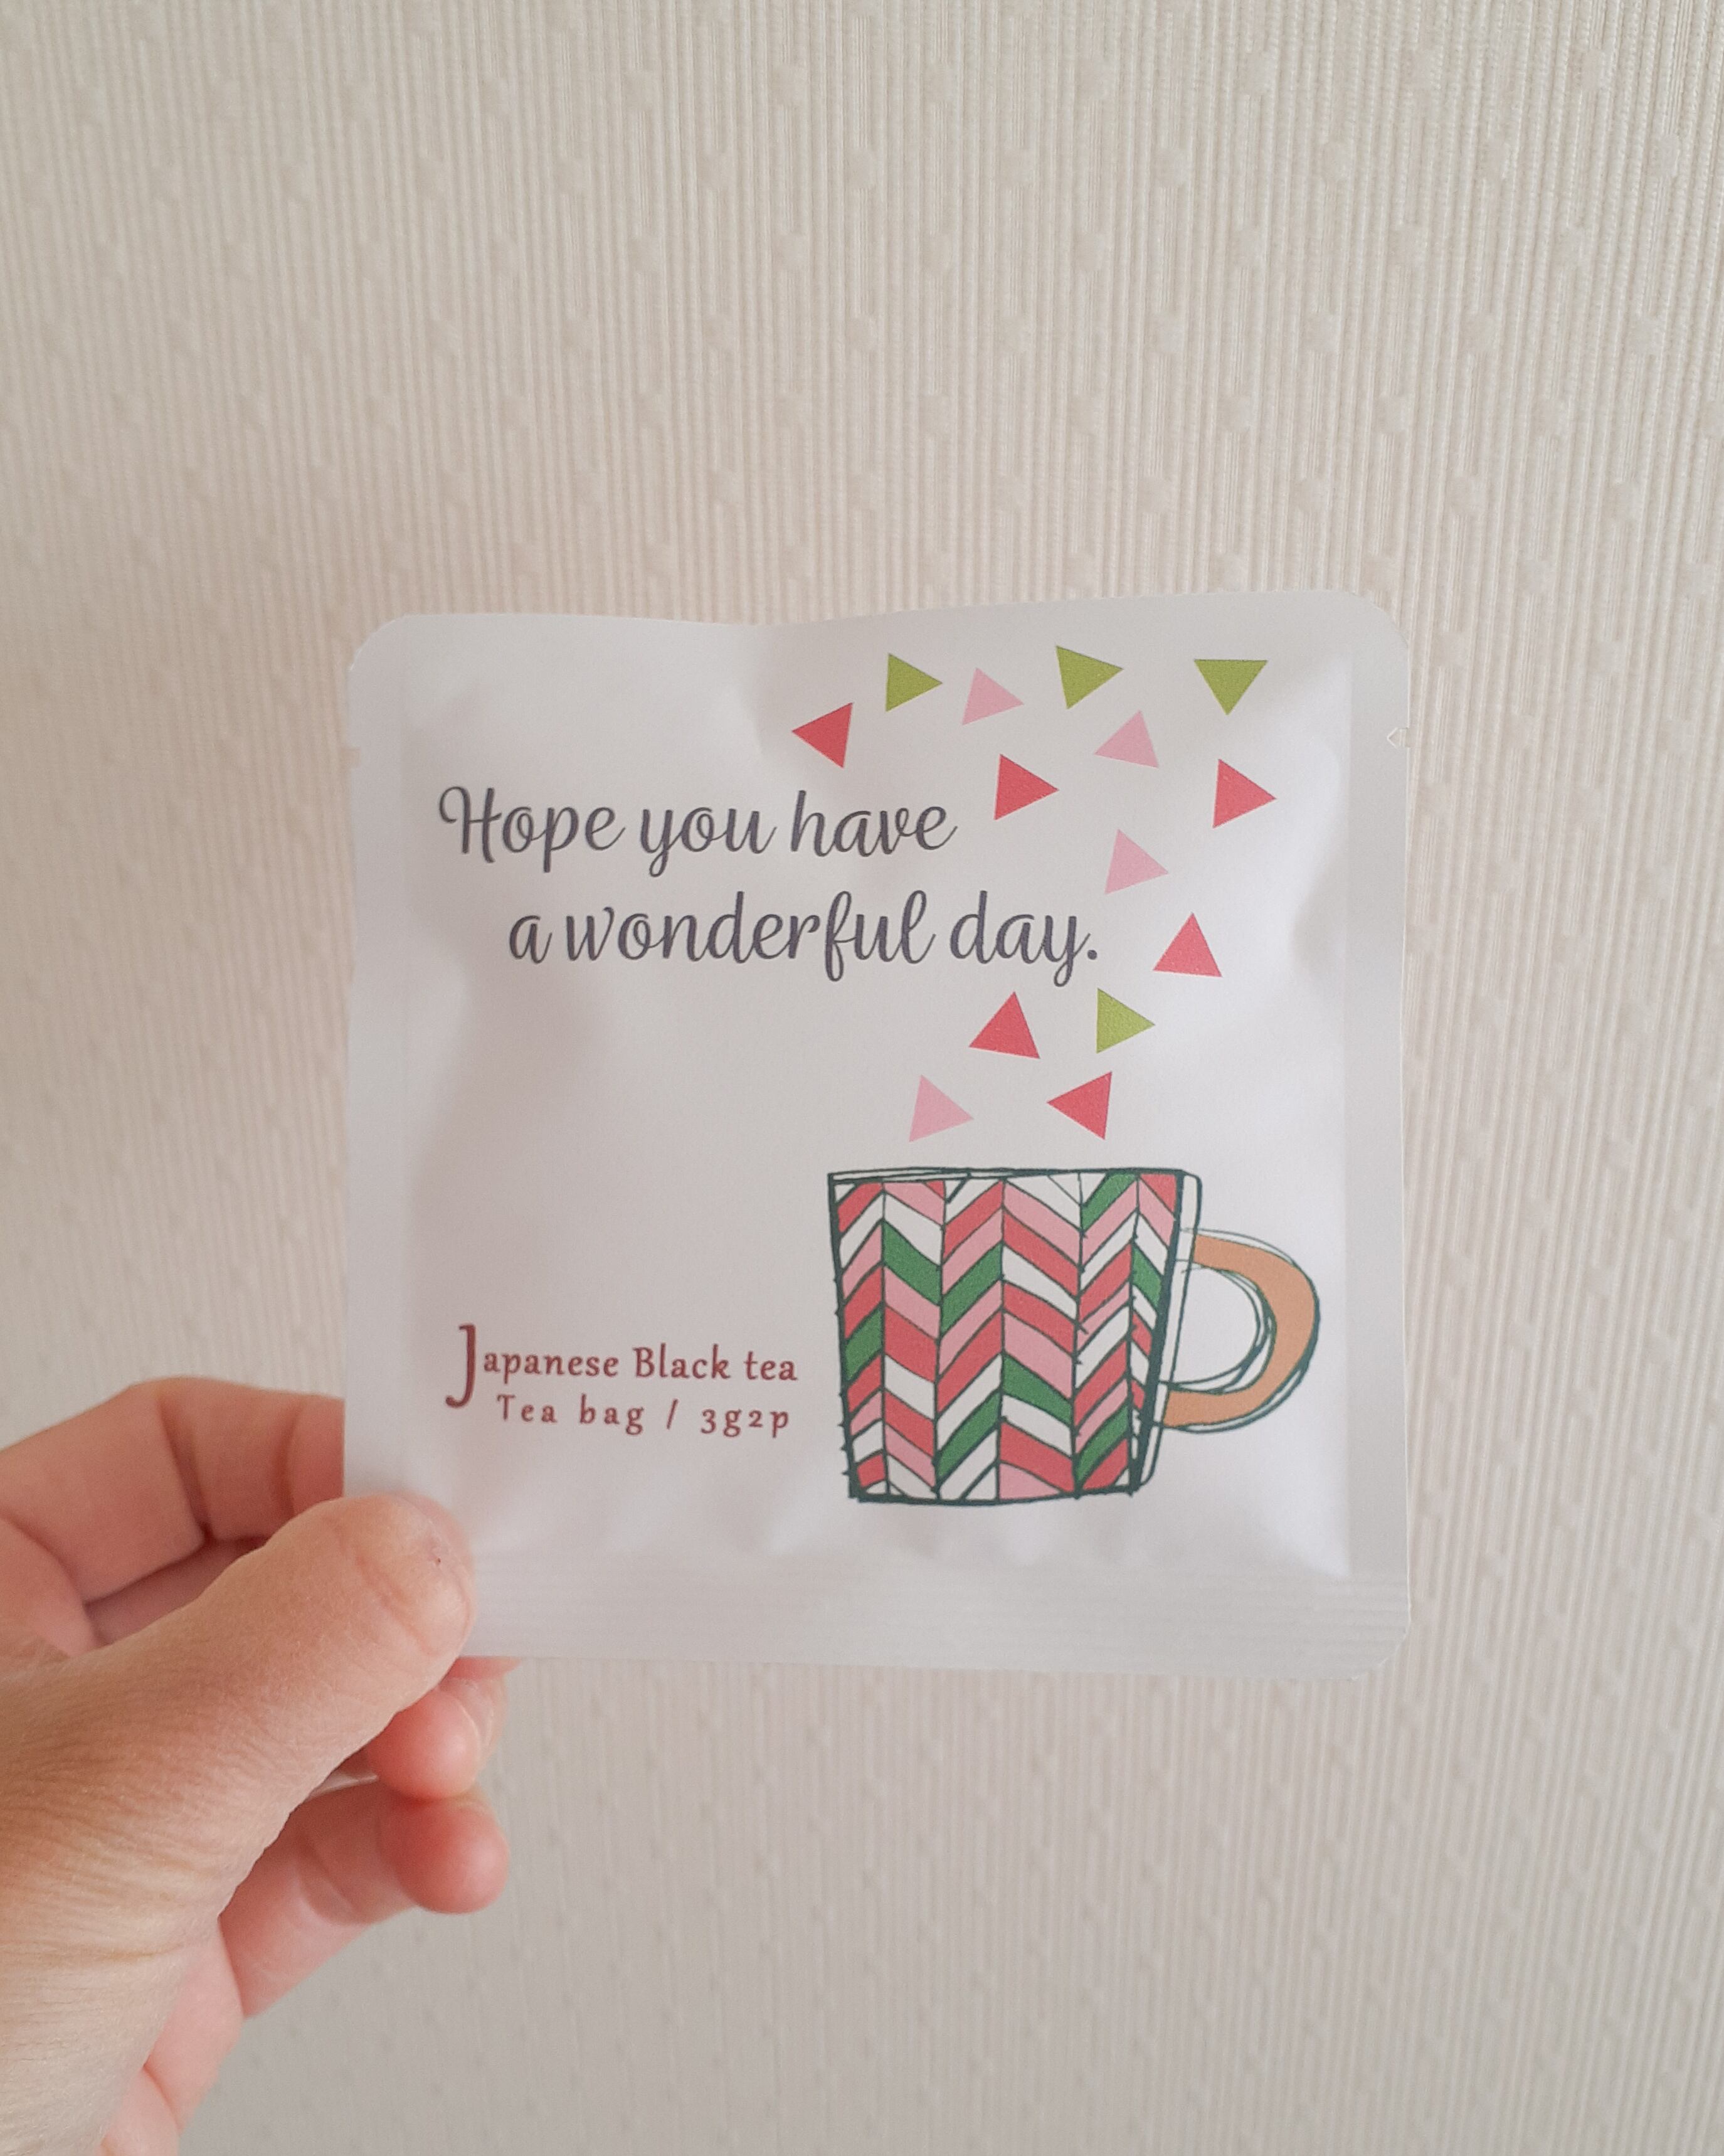 Hope you have
a wonderful day.
Japanese Black tea
Tea bag / 3g2p